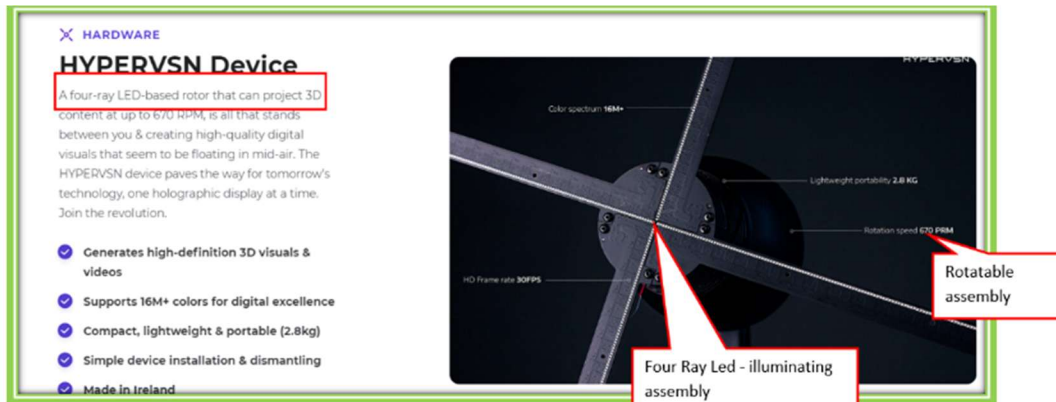 HARDWARE
HYPERVSN Device
A four-ray LED-based rotor that can project 3D
content at up to 670 RPM, is all that stands
between you & creating high-quality digital
visuals that seem to be floating in mid-air. The
HYPERVSN device paves the way for tomorrow's
technology, one holographic display at a time.
Join the revolution.
Generates high-definition 3D visuals &
videos
Supports 16M+ colors for digital excellence
Compact, lightweight & portable (2.8kg)
Simple device installation & dismantling
Made in Ireland
HYPERVSN
Color spectrum 16M+
Lightweight portability 2.8 KG
Rotation speed 670 PRM
HD Frame rate 30FPS
Rotatable
assembly
Four Ray Led - illuminating
assembly